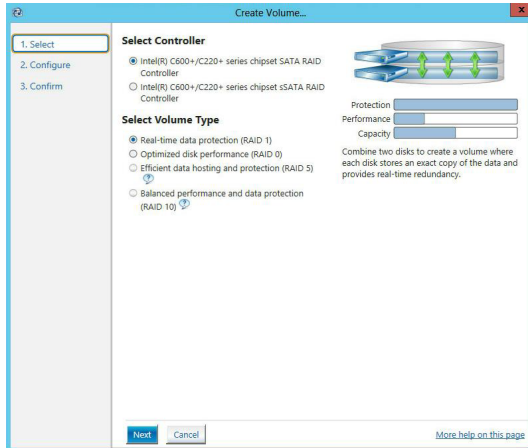 Create Volume...
x
1. Select
2. Configure
3. Confirm
Select Controller
Intel(R) C600+/C220+ series chipset SATA RAID
Controller
Intel(R) C600+/C220+ series chipset sSATA RAID
Controller
Select Volume Type
Real-time data protection (RAID 1)
Optimized disk performance (RAID 0)
Efficient data hosting and protection (RAID 5)
?
Balanced performance and data protection
(RAID 10) ?
Protection
Performance
Capacity
Combine two disks to create a volume where
each disk stores an exact copy of the data and
provides real-time redundancy.
Next
Cancel
More help on this page